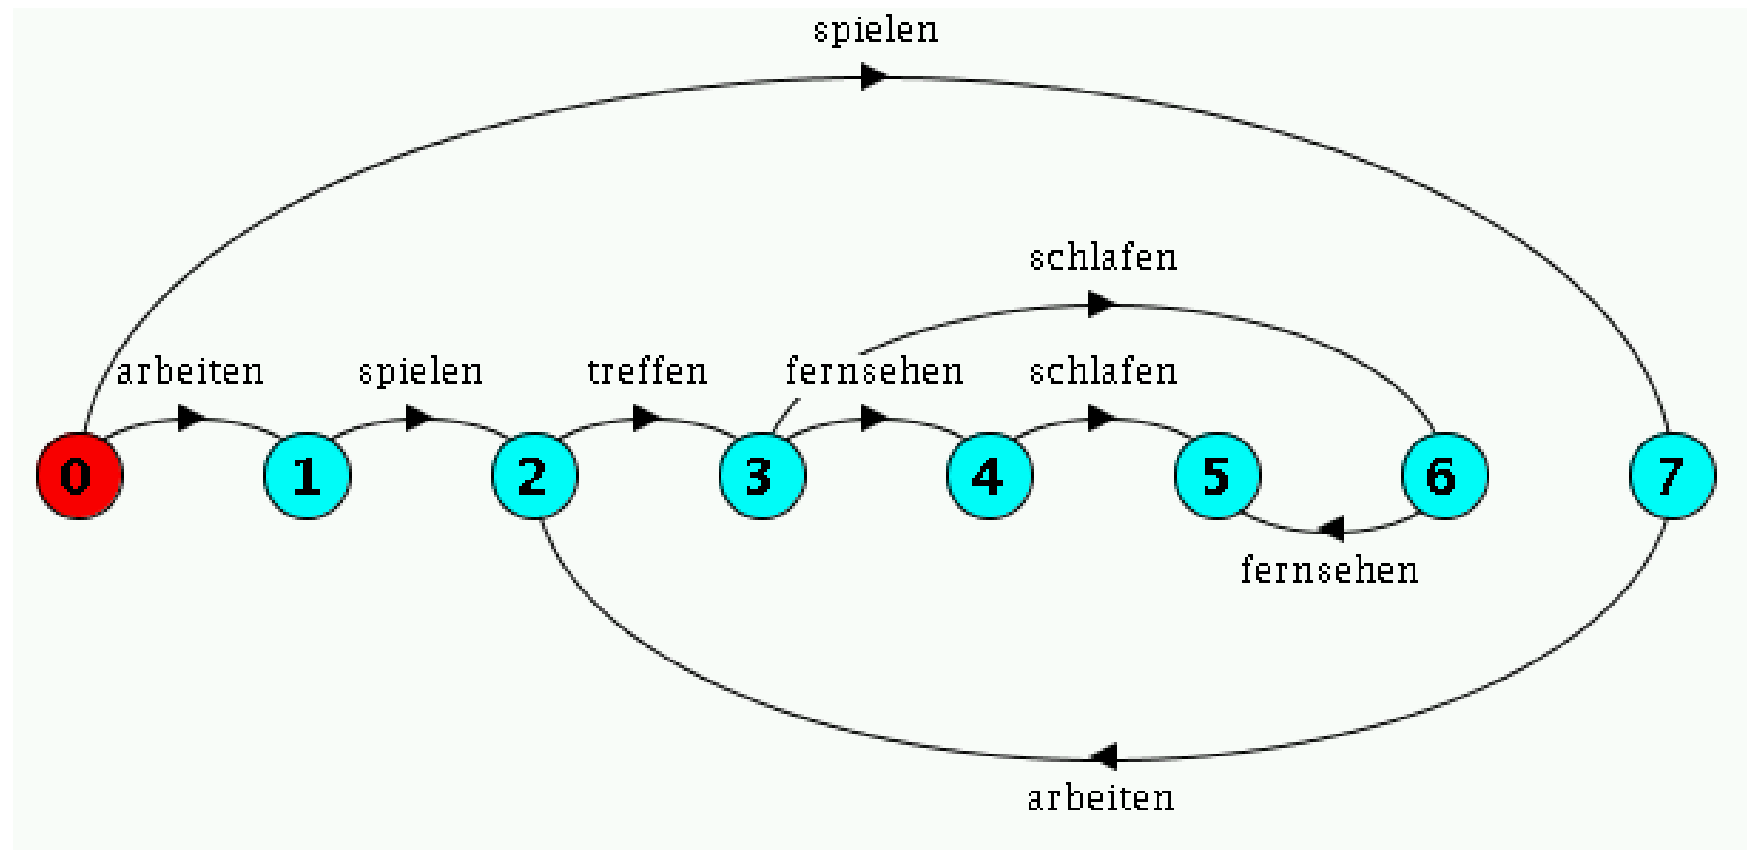 spielen
schlafen
arbeiten spielen treffen fernsehen schlafen
0 1 2 3 4 5 6 7
fernsehen
arbeiten